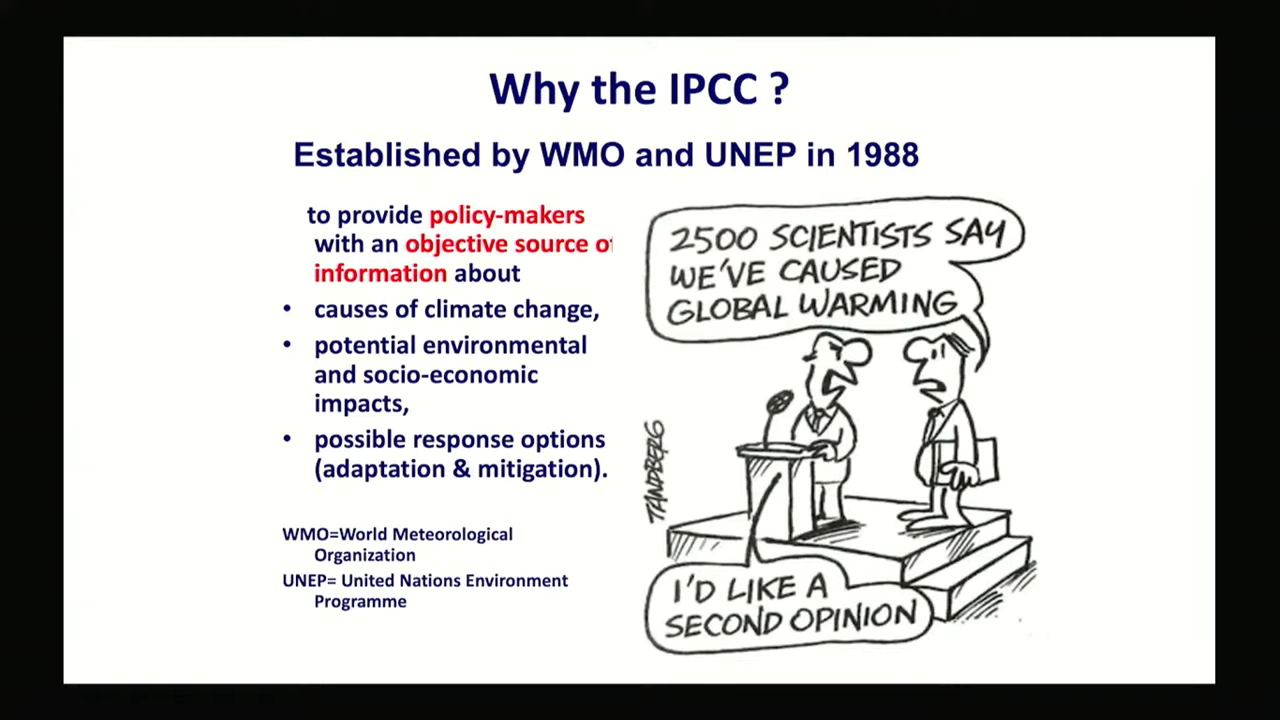 Why the IPCC ?
Established by WMO and UNEP in 1988
to provide policy-makers
with an objective source of
information about
• causes of climate change,
• potential environmental
and socio-economic
impacts,
• possible response options
(adaptation & mitigation).
WMO=World Meteorological
Organization
UNEP= United Nations Environment
Programme
2500 SCIENTISTS SAY
WE'VE CAUSED
GLOBAL WARMING
TANDBERG
I'D LIKE A
SECOND OPINION